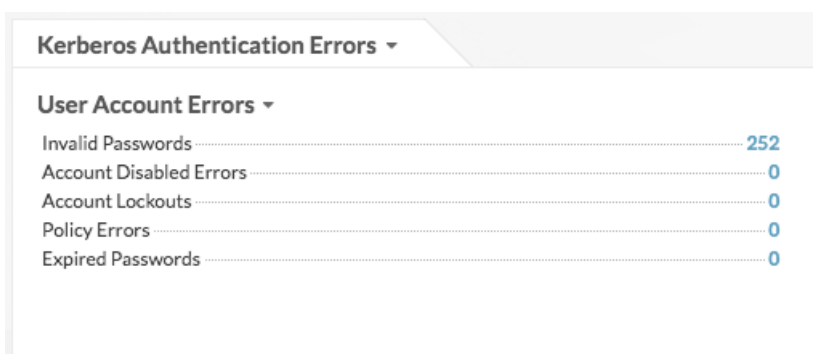 Kerberos Authentication Errors
User Account Errors
Invalid Passwords 252
Account Disabled Errors 0
Account Lockouts 0
Policy Errors 0
Expired Passwords 0